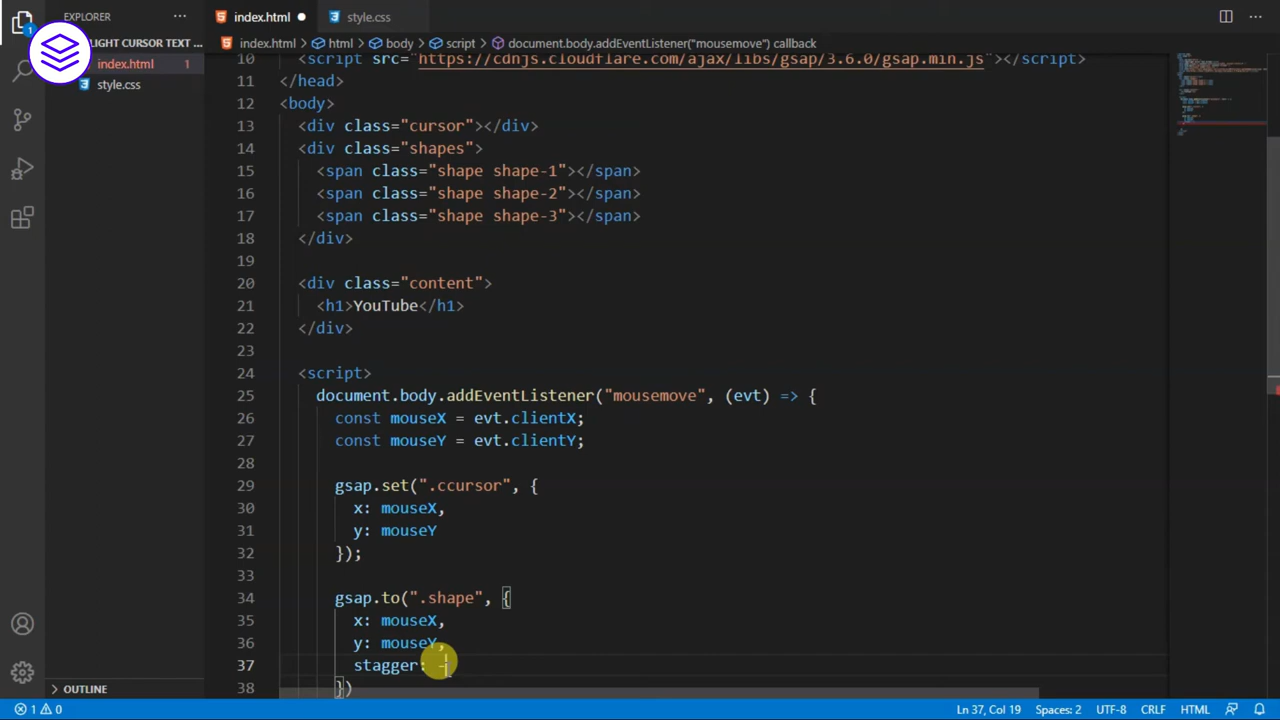 EXPLORER
···
index.html
style.css
···
1
LIGHT CURSOR TEXT ...
index.html
1
style.css
index.html > html > body > script > document.body.addEventListener("mousemove") callback
10 <script src="https://cdnjs.cloudflare.com/ajax/libs/gsap/3.6.0/gsap.min.js"></script>
11 </head>
12 <body>
13 <div class="cursor"></div>
14 <div class="shapes">
15 <span class="shape shape-1"></span>
16 <span class="shape shape-2"></span>
17 <span class="shape shape-3"></span>
18 </div>
19
20 <div class="content">
21 <h1>YouTube</h1>
22 </div>
23
24 <script>
25 document.body.addEventListener("mousemove", (evt) => {
26 const mouseX = evt.clientX;
27 const mouseY = evt.clientY;
28
29 gsap.set(".ccursor", {
30 x: mouseX,
31 y: mouseY
32 });
33
34 gsap.to(".shape", {
35 x: mouseX,
36 y: mouseY,
37 stagger: -
38 })
> OUTLINE
1 0
Ln 37, Col 19
Spaces: 2
UTF-8
CRLF
HTML